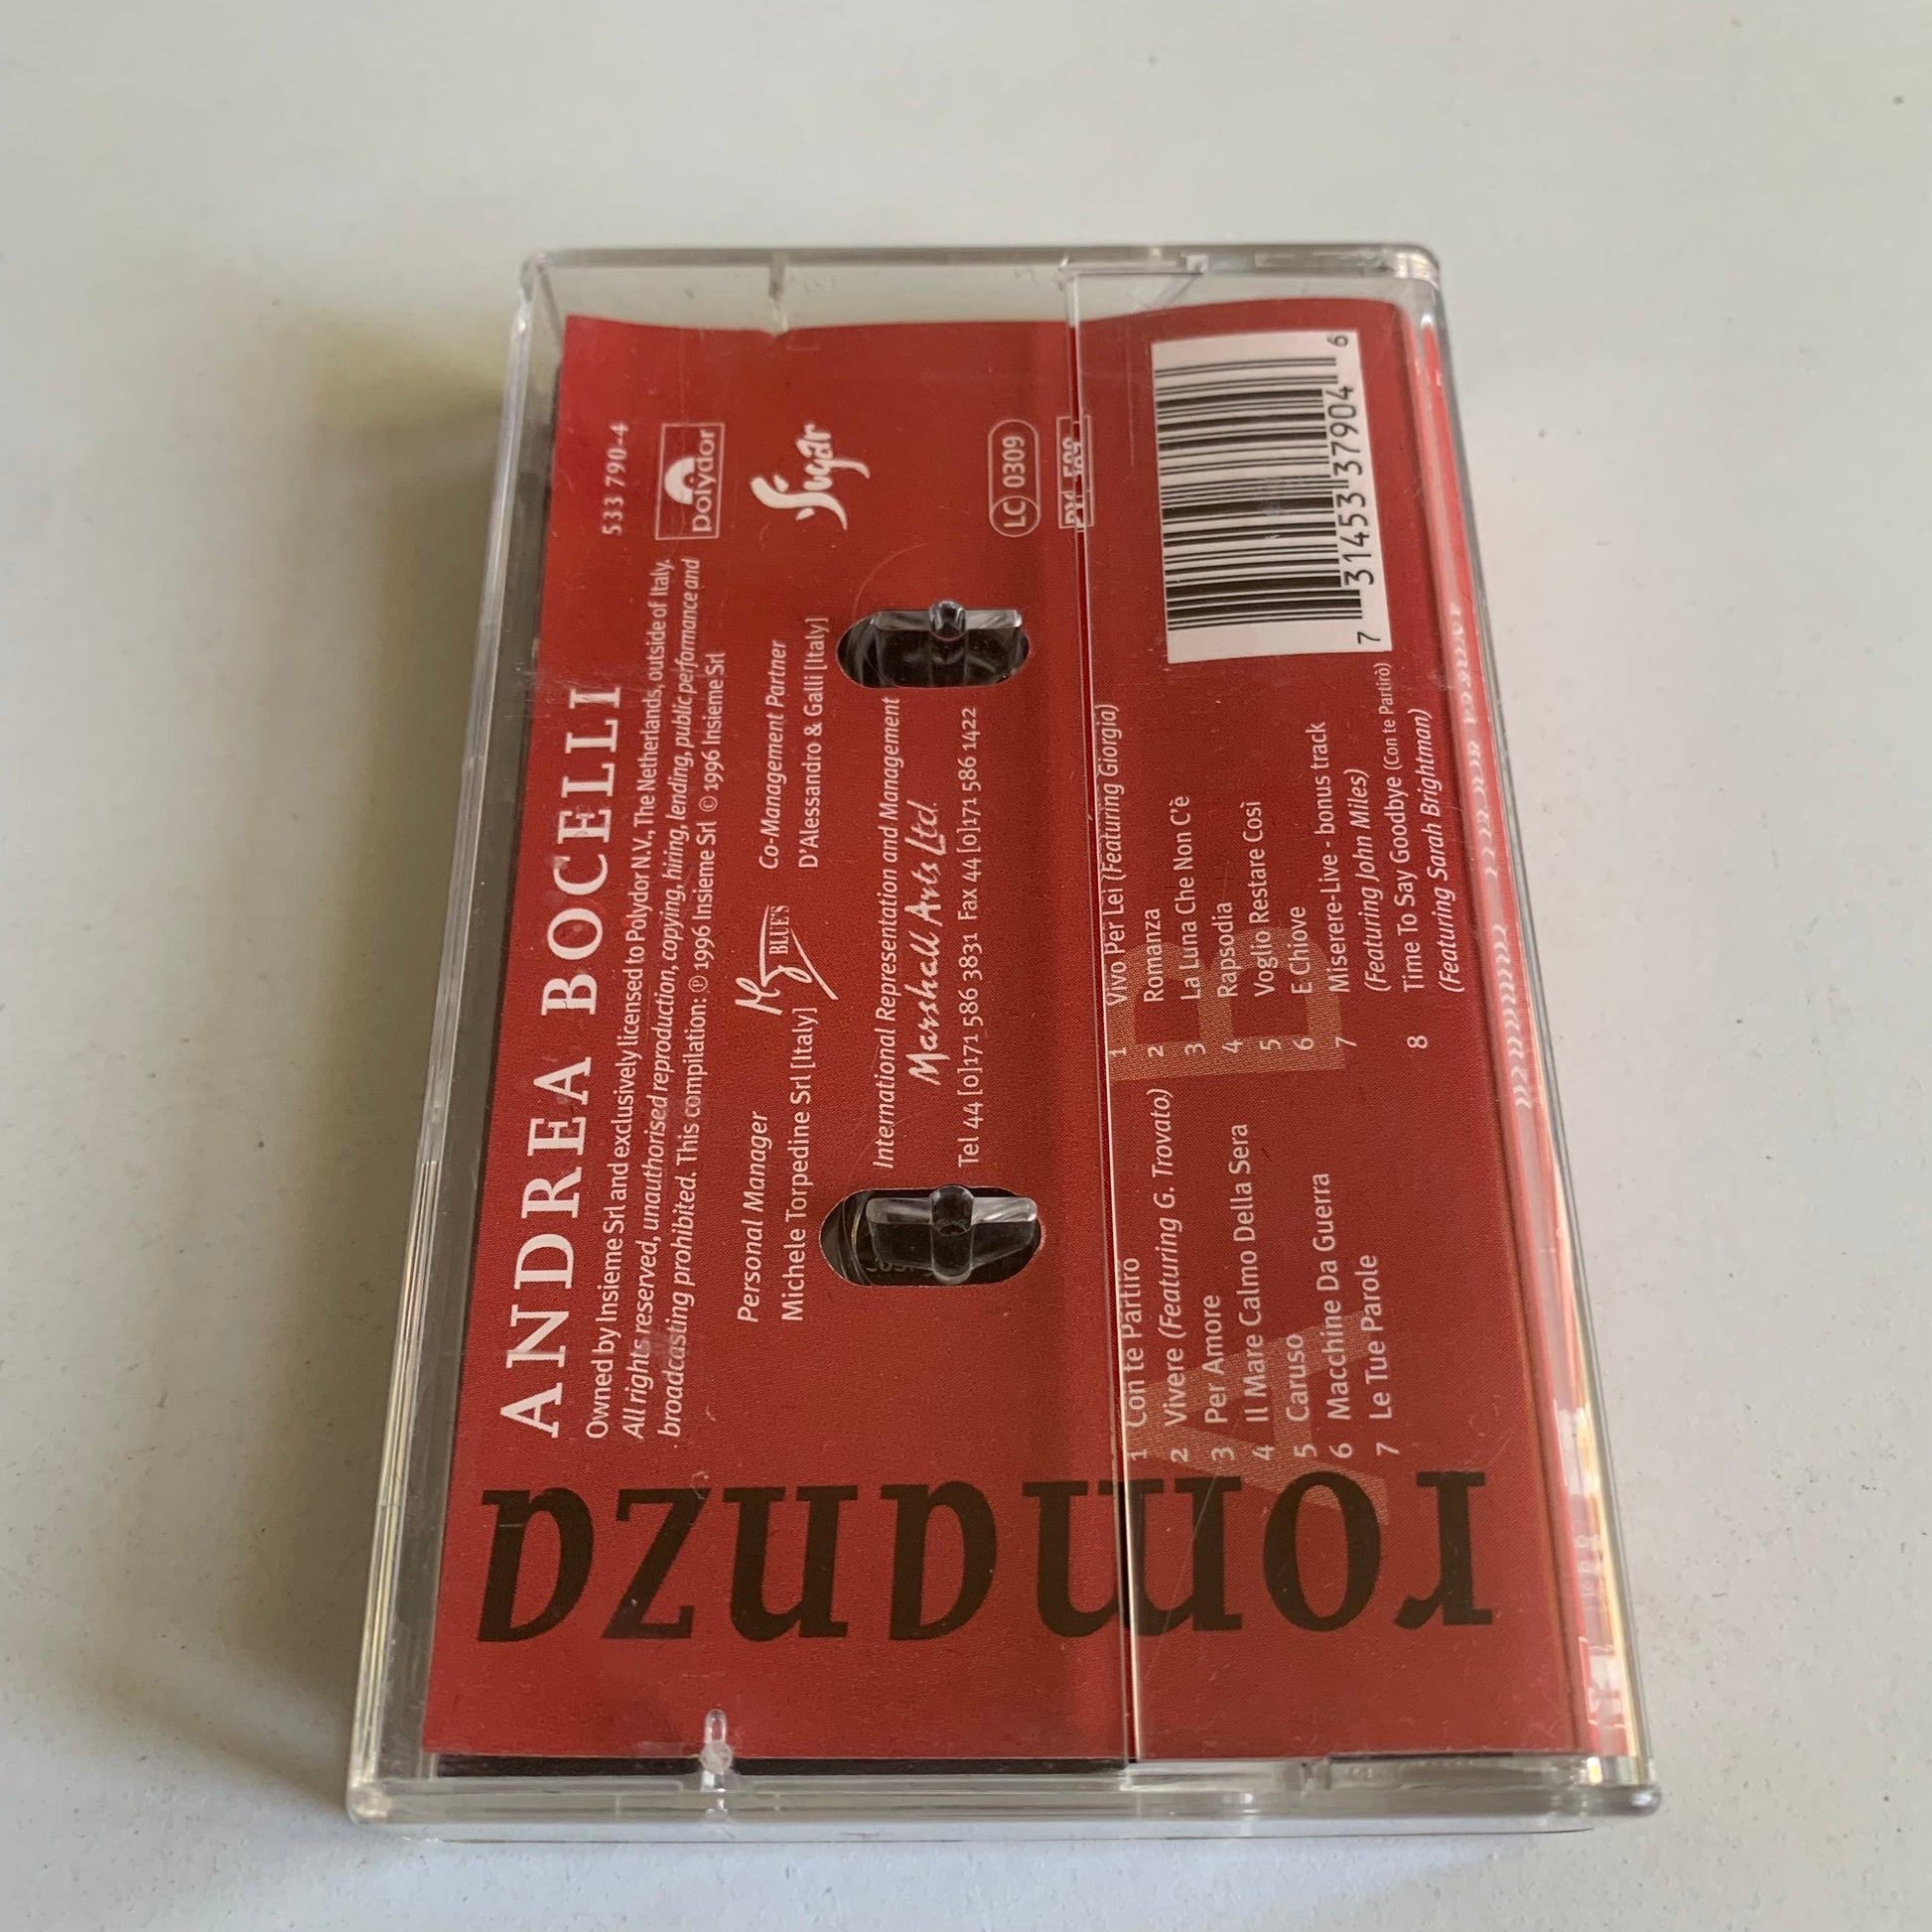 romanza
ANDREA BOCELLI
Owned by Insieme Srl and exclusively licensed to Polydor N.V., The Netherlands, outside of Italy.
All rights reserved, unauthorised reproduction, copying, hiring, lending, public performance and
broadcasting prohibited. This compilation: ℗ 1996 Insieme Srl © 1996 Insieme Srl
533 790-4
polydor
Sugar
LC 0309
Personal Manager
Michele Torpedine Srl [Italy]
BLUES
Co-Management Partner
D'Alessandro & Galli [Italy]
International Representation and Management
Marshall Arts Ltd.
Tel 44 [0]171 586 3831 Fax 44 [0]171 586 1422
A
1 Con te Partiro
2 Vivere (Featuring G. Trovato)
3 Per Amore
4 Il Mare Calmo Della Sera
5 Caruso
6 Macchine Da Guerra
7 Le Tue Parole
B
1 Vivo Per Lei (Featuring Giorgia)
2 Romanza
3 La Luna Che Non C'è
4 Rapsodia
5 Voglio Restare Così
6 E Chiove
7 Miserere-Live - bonus track
(Featuring John Miles)
8 Time To Say Goodbye (Con te Partirò)
(Featuring Sarah Brightman)
7 31453 37904 6